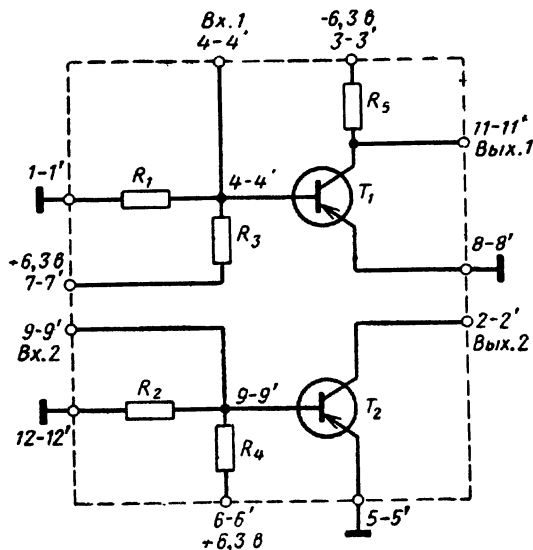 Вх.1
4-4'
-6,3 в
3-3'
R5
11-11'
Вых.1
1-1'
R1
4-4'
T1
R3
+6,3 в
7-7'
8-8'
9-9'
Вх.2
2-2'
Вых.2
R2
9-9'
T2
12-12'
R4
6-6'
+6,3 в
5-5'